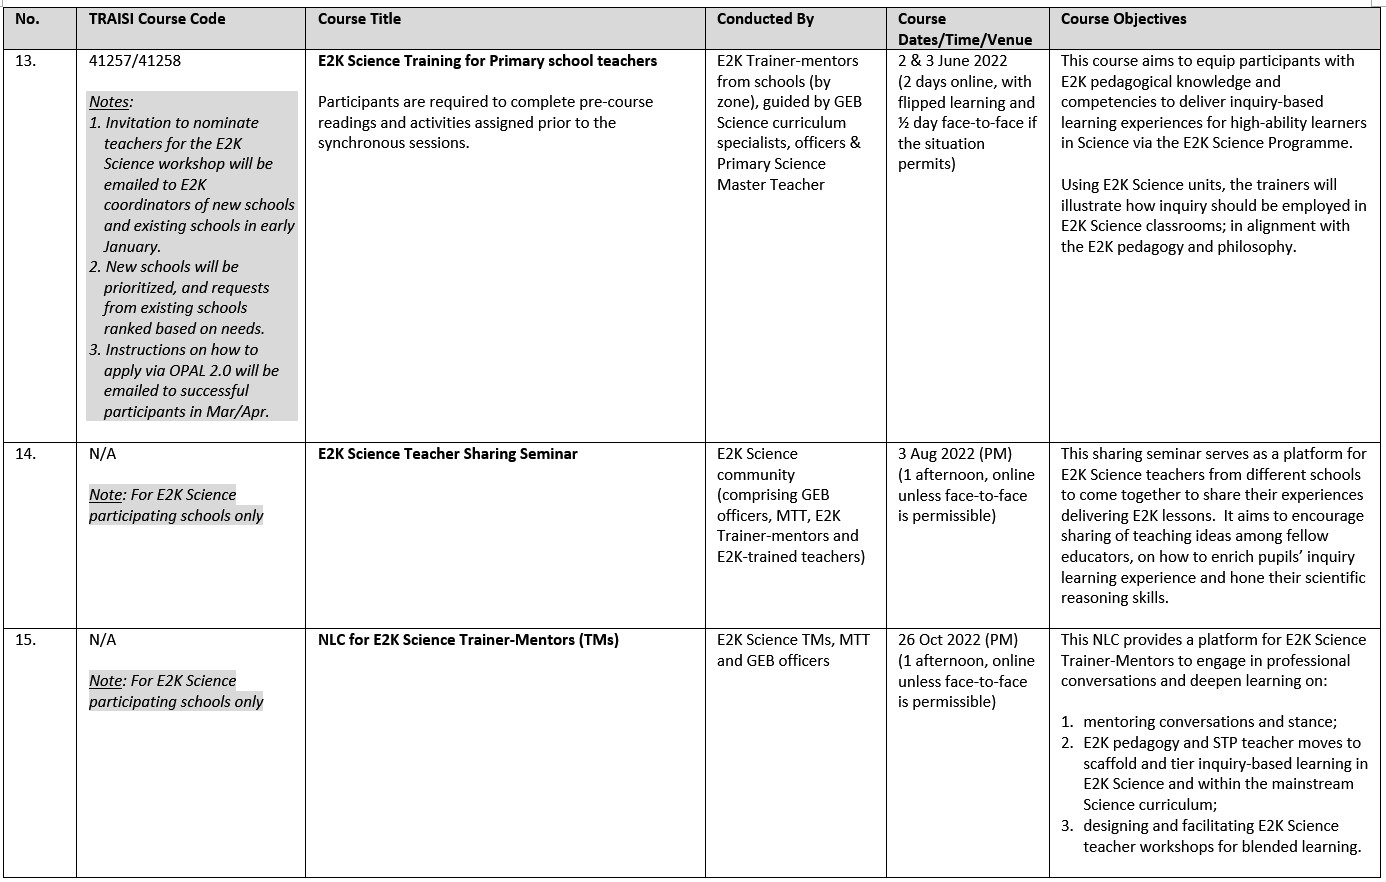 No.
TRAISI Course Code
Course Title
Conducted By
Course
Dates/Time/Venue
Course Objectives
13.
41257/41258
Notes:
1. Invitation to nominate
teachers for the E2K
Science workshop will be
emailed to E2K
coordinators of new schools
and existing schools in early
January.
2. New schools will be
prioritized, and requests
from existing schools
ranked based on needs.
3. Instructions on how to
apply via OPAL 2.0 will be
emailed to successful
participants in Mar/Apr.
E2K Science Training for Primary school teachers
Participants are required to complete pre-course
readings and activities assigned prior to the
synchronous sessions.
E2K Trainer-mentors
from schools (by
zone), guided by GEB
Science curriculum
specialists, officers &
Primary Science
Master Teacher
2 & 3 June 2022
(2 days online, with
flipped learning and
½ day face-to-face if
the situation
permits)
This course aims to equip participants with
E2K pedagogical knowledge and
competencies to deliver inquiry-based
learning experiences for high-ability learners
in Science via the E2K Science Programme.
Using E2K Science units, the trainers will
illustrate how inquiry should be employed in
E2K Science classrooms; in alignment with
the E2K pedagogy and philosophy.
14.
N/A
Note: For E2K Science
participating schools only
E2K Science Teacher Sharing Seminar
E2K Science
community
(comprising GEB
officers, MTT, E2K
Trainer-mentors and
E2K-trained teachers)
3 Aug 2022 (PM)
(1 afternoon, online
unless face-to-face
is permissible)
This sharing seminar serves as a platform for
E2K Science teachers from different schools
to come together to share their experiences
delivering E2K lessons.  It aims to encourage
sharing of teaching ideas among fellow
educators, on how to enrich pupils’ inquiry
learning experience and hone their scientific
reasoning skills.
15.
N/A
Note: For E2K Science
participating schools only
NLC for E2K Science Trainer-Mentors (TMs)
E2K Science TMs, MTT
and GEB officers
26 Oct 2022 (PM)
(1 afternoon, online
unless face-to-face
is permissible)
This NLC provides a platform for E2K Science
Trainer-Mentors to engage in professional
conversations and deepen learning on:
1. mentoring conversations and stance;
2. E2K pedagogy and STP teacher moves to
scaffold and tier inquiry-based learning in
E2K Science and within the mainstream
Science curriculum;
3. designing and facilitating E2K Science
teacher workshops for blended learning.